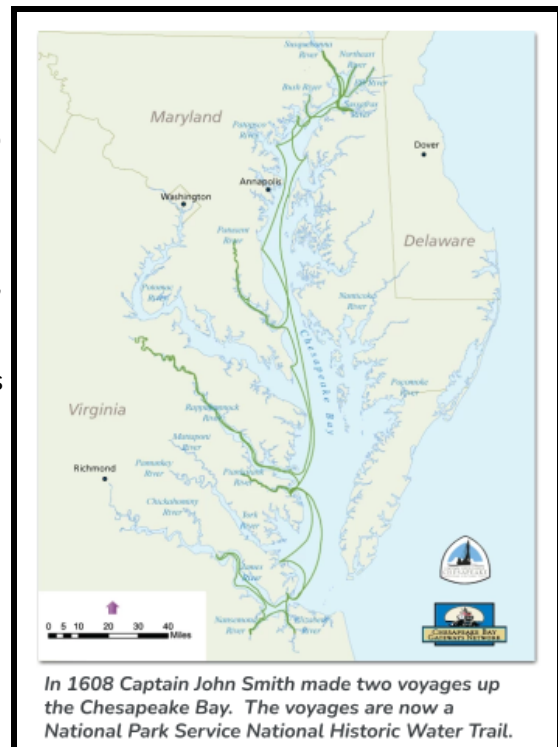 Susquehanna
River
Northeast
River
Elk River
Bush River
Sassafras
River
Maryland
Patapsco
River
Dover
Annapolis
Washington
Delaware
Patuxent
River
Potomac
River
Nanticoke
River
Chesapeake Bay
Pocomoke
River
Virginia
Rappahannock
River
Mattaponi
River
Pamunkey
River
Piankatank
River
Richmond
Chickahominy
River
York
River
James
River
Nansemond
River
Elizabeth
River
0 5 10 20 30 40
Miles
CHESAPEAKE
CHESAPEAKE BAY
GATEWAYS NETWORK
In 1608 Captain John Smith made two voyages up
the Chesapeake Bay. The voyages are now a
National Park Service National Historic Water Trail.